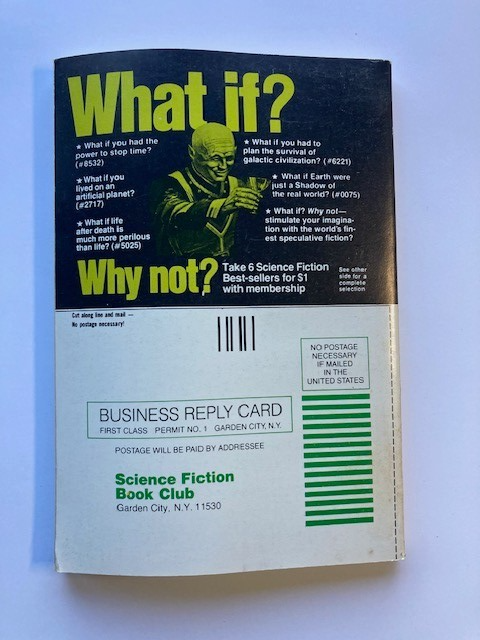 What if?
★ What if you had the
power to stop time?
(#8532)
★ What if you
lived on an
artificial planet?
(#2717)
★ What if life
after death is
much more perilous
than life? (#5025)
★ What if you had to
plan the survival of
galactic civilization? (#6221)
★ What if Earth were
just a Shadow of
the real world? (#0075)
★ What if? Why not—
stimulate your imagina-
tion with the world's fin-
est speculative fiction?
Why not?
Take 6 Science Fiction
Best-sellers for $1
with membership
See other
side for a
complete
selection
Cut along line and mail —
No postage necessary!
NO POSTAGE
NECESSARY
IF MAILED
IN THE
UNITED STATES
BUSINESS REPLY CARD
FIRST CLASS PERMIT NO. 1 GARDEN CITY, N.Y.
POSTAGE WILL BE PAID BY ADDRESSEE
Science Fiction
Book Club
Garden City, N.Y. 11530